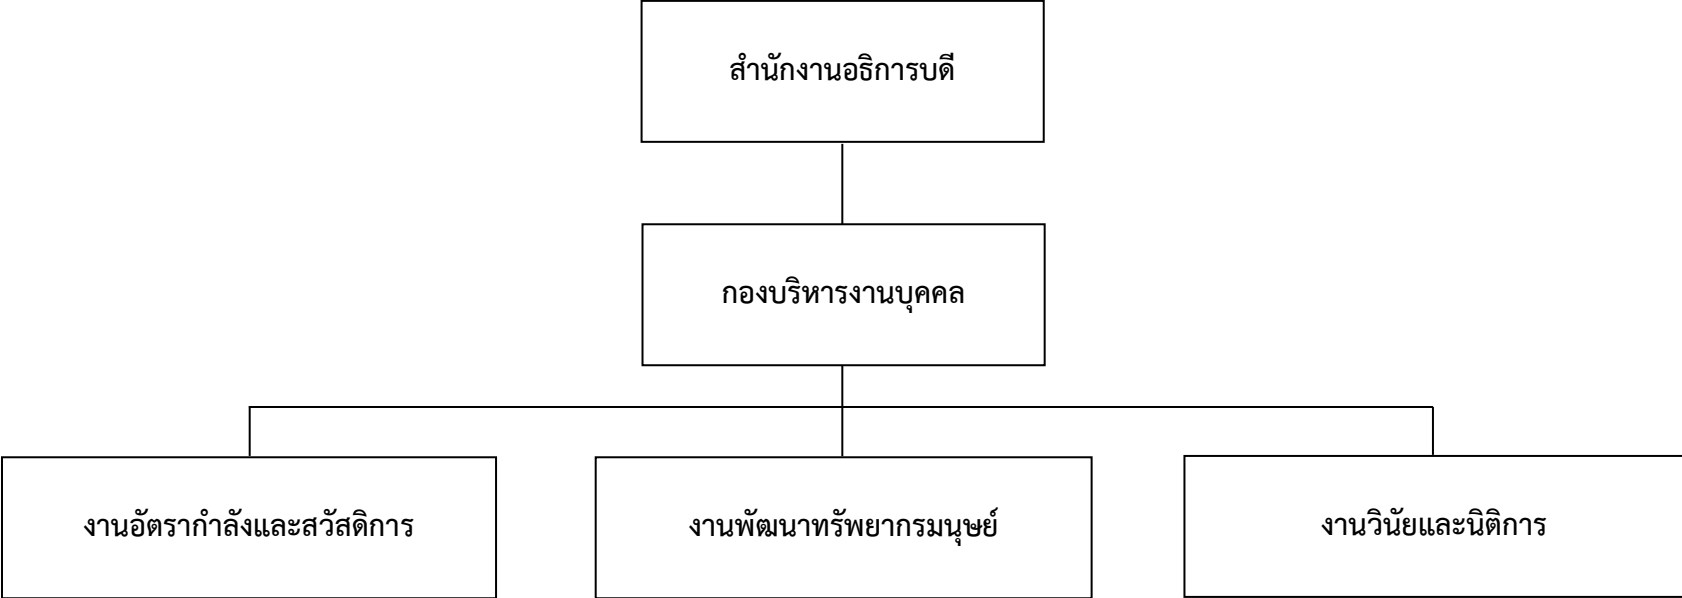 สำนักงานอธิการบดี
กองบริหารงานบุคคล
งานอัตรากำลังและสวัสดิการ
งานพัฒนาทรัพยากรมนุษย์
งานวินัยและนิติการ